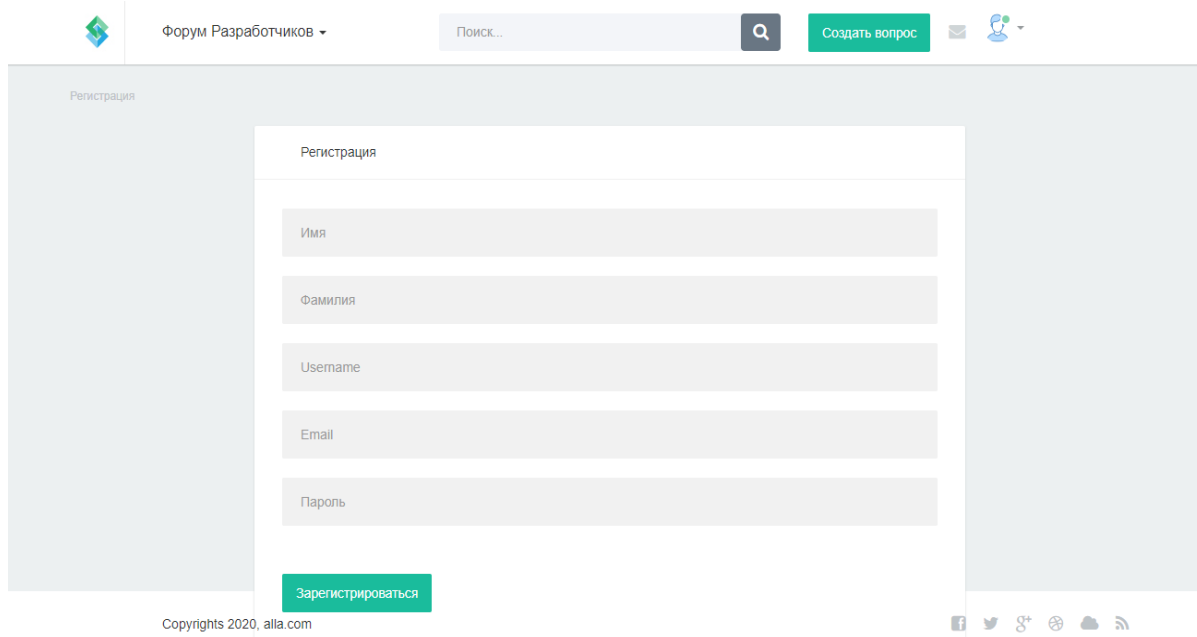 Форум Разработчиков
Поиск...
Создать вопрос
Регистрация
Регистрация
Имя
Фамилия
Username
Email
Пароль
Зарегистрироваться
Copyrights 2020, alla.com